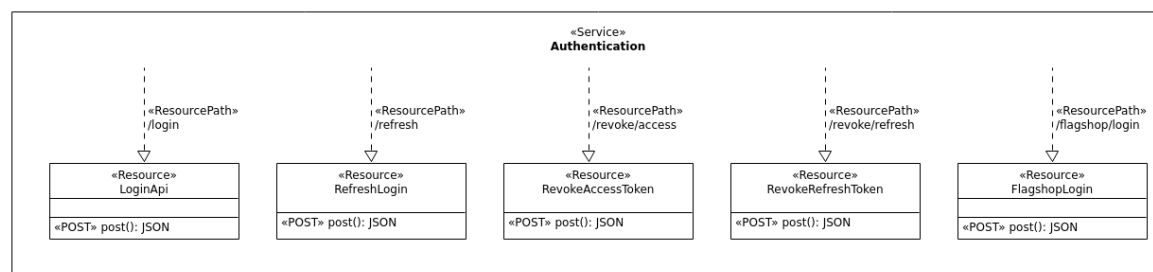 «Service»
Authentication
«ResourcePath»
/login
«ResourcePath»
/refresh
«ResourcePath»
/revoke/access
«ResourcePath»
/revoke/refresh
«ResourcePath»
/flagshop/login
«Resource»
LoginApi
«POST» post(): JSON
«Resource»
RefreshLogin
«POST» post(): JSON
«Resource»
RevokeAccessToken
«POST» post(): JSON
«Resource»
RevokeRefreshToken
«POST» post(): JSON
«Resource»
FlagshopLogin
«POST» post(): JSON